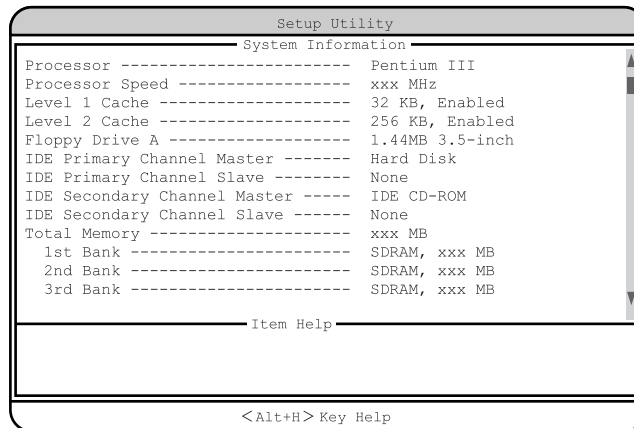 Setup Utility
System Information
Processor ------------------------ Pentium III
Processor Speed ------------------ xxx MHz
Level 1 Cache -------------------- 32 KB, Enabled
Level 2 Cache -------------------- 256 KB, Enabled
Floppy Drive A ------------------- 1.44MB 3.5-inch
IDE Primary Channel Master ------- Hard Disk
IDE Primary Channel Slave -------- None
IDE Secondary Channel Master ----- IDE CD-ROM
IDE Secondary Channel Slave ------ None
Total Memory --------------------- xxx MB
1st Bank ----------------------- SDRAM, xxx MB
2nd Bank ----------------------- SDRAM, xxx MB
3rd Bank ----------------------- SDRAM, xxx MB
Item Help
<Alt+H> Key Help